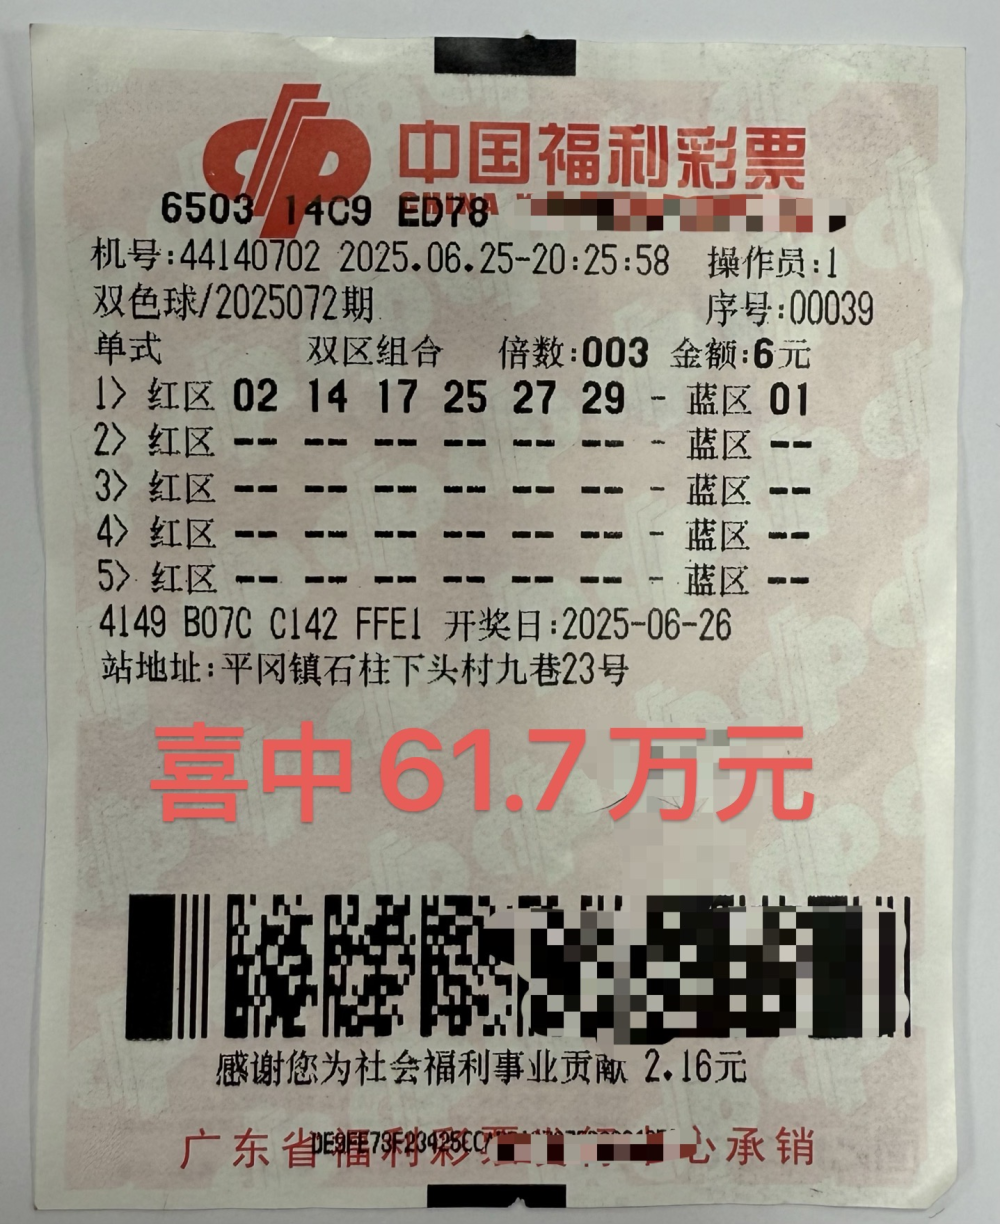 中国福利彩票
CHINA
6503 14C9 ED78
机号:44140702 2025.06.25-20:25:58 操作员:1
双色球/2025072期 序号:00039
单式 双区组合 倍数:003 金额:6元
1> 红区 02 14 17 25 27 29 - 蓝区 01
2> 红区 -- -- -- -- -- -- - 蓝区 --
3> 红区 -- -- -- -- -- -- - 蓝区 --
4> 红区 -- -- -- -- -- -- - 蓝区 --
5> 红区 -- -- -- -- -- -- - 蓝区 --
4149 B07C C142 FFE1 开奖日:2025-06-26
站地址:平冈镇石柱下头村九巷23号
喜中61.7万元
感谢您为社会福利事业贡献 2.16元
广东省福利彩 心承销